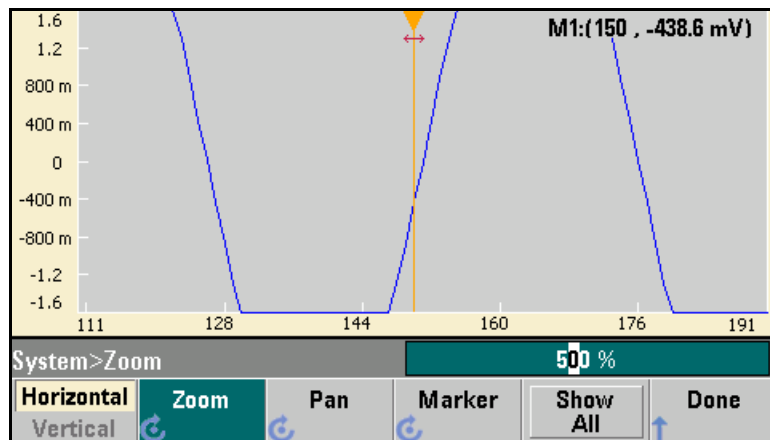 M1:(150 , -438.6 mV)
1.6
1.2
800 m
400 m
0
-400 m
-800 m
-1.2
-1.6
111 128 144 160 176 191
System>Zoom 500 %
Horizontal Zoom Pan Marker Show All Done
Vertical